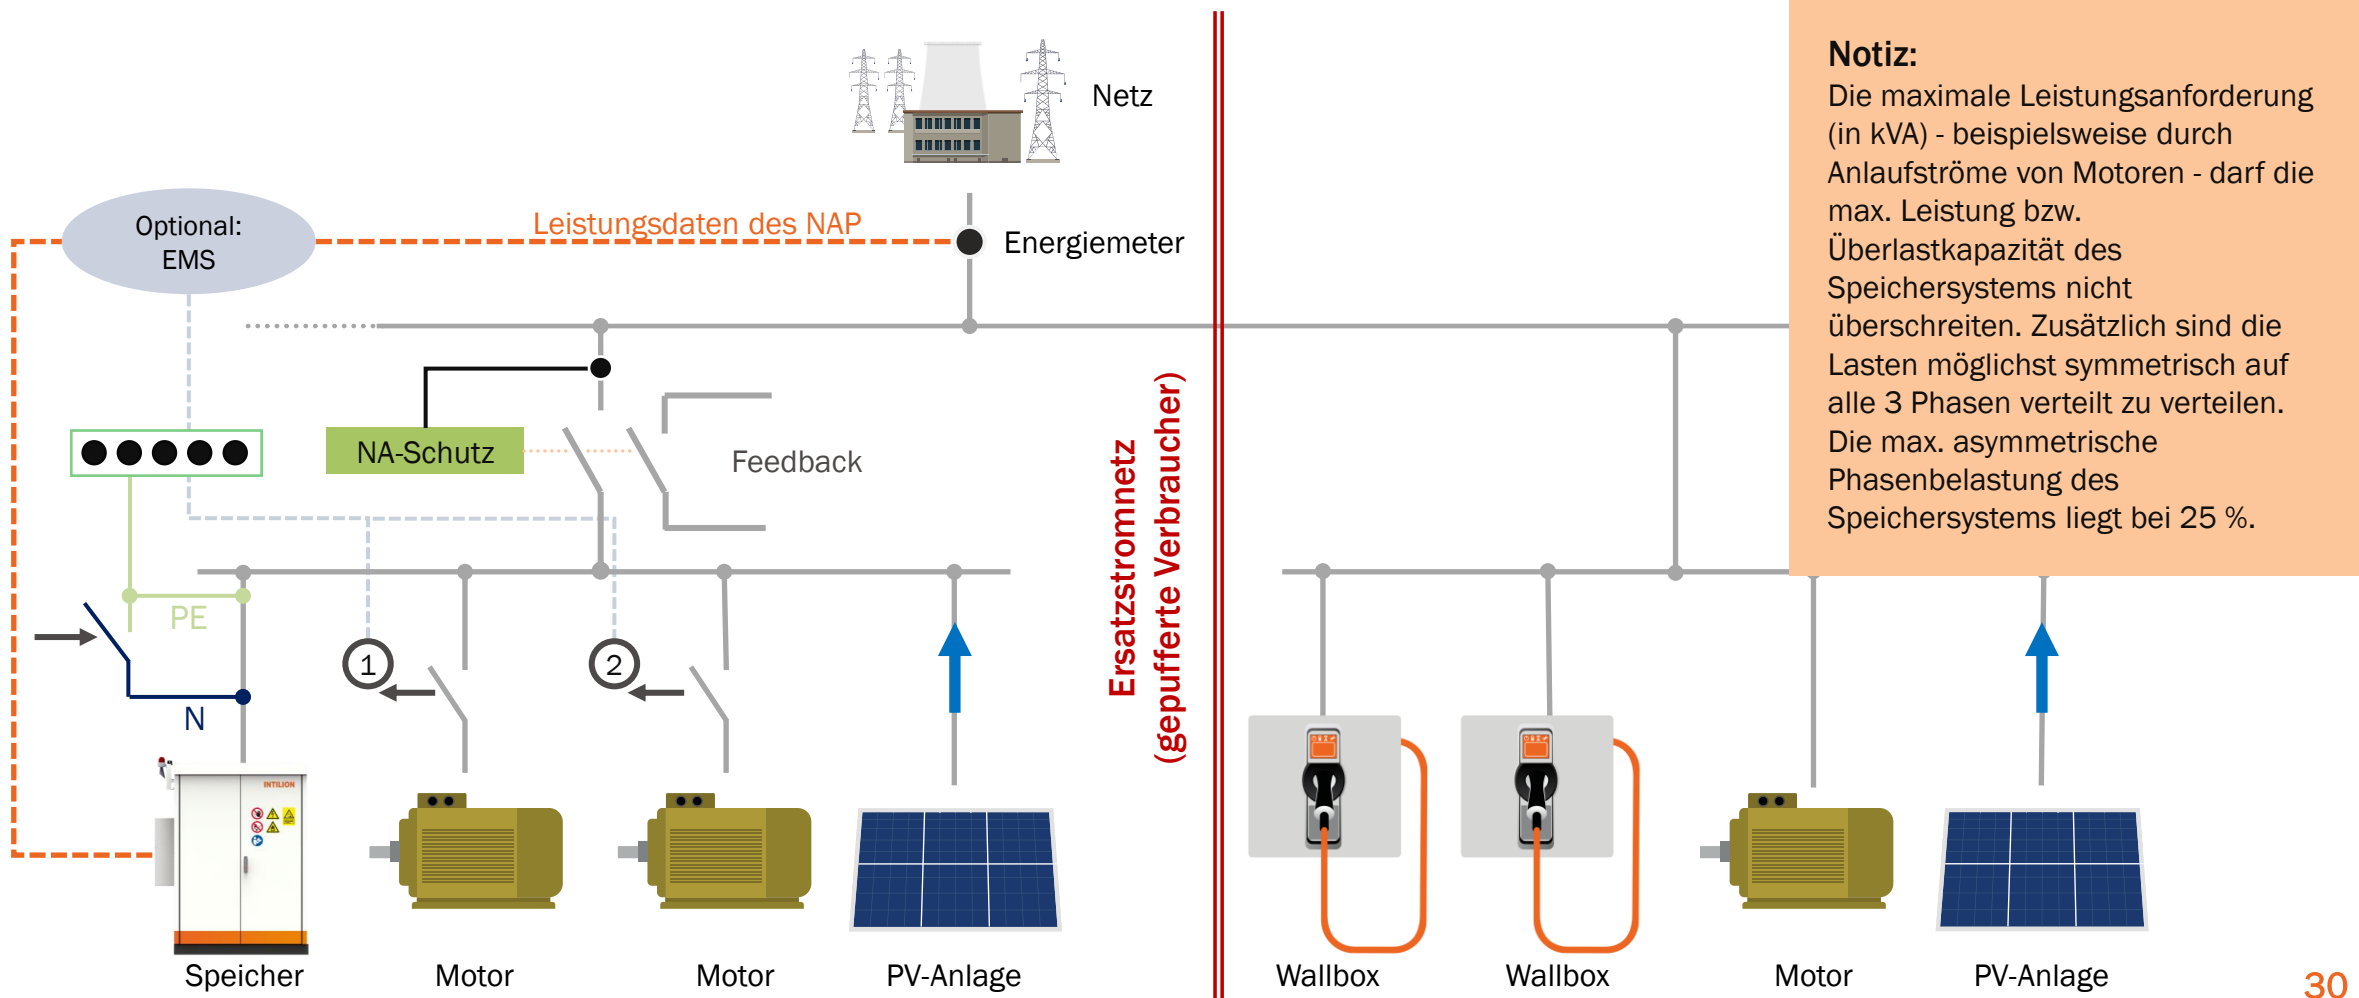 Netz
Notiz:
Die maximale Leistungsanforderung
(in kVA) - beispielsweise durch
Anlaufströme von Motoren - darf die
max. Leistung bzw.
Überlastkapazität des
Speichersystems nicht
überschreiten. Zusätzlich sind die
Lasten möglichst symmetrisch auf
alle 3 Phasen verteilt zu verteilen.
Die max. asymmetrische
Phasenbelastung des
Speichersystems liegt bei 25 %.
Optional:
EMS
Leistungsdaten des NAP
Energiemeter
NA-Schutz
Feedback
Ersatzstromnetz
(gepufferte Verbraucher)
PE
N
1
2
INTILION
Speicher
Motor
Motor
PV-Anlage
Wallbox
Wallbox
Motor
PV-Anlage
30